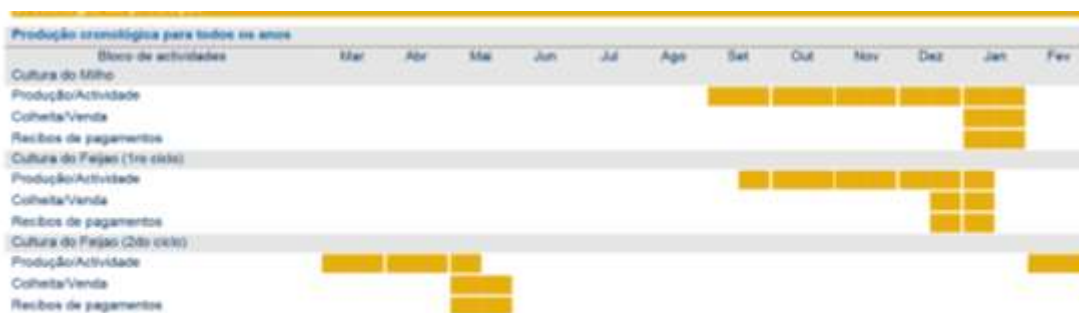 Produção cronológica para todos os anos
Bloco de actividades Mar Abr Mai Jun Jul Ago Set Out Nov Dez Jan Fev
Cultura do Milho
Produção/Actividade
Colheita/Venda
Recibos de pagamentos
Cultura do Feijao (1ro ciclo)
Produção/Actividade
Colheita/Venda
Recibos de pagamentos
Cultura do Feijao (2do ciclo)
Produção/Actividade
Colheita/Venda
Recibos de pagamentos